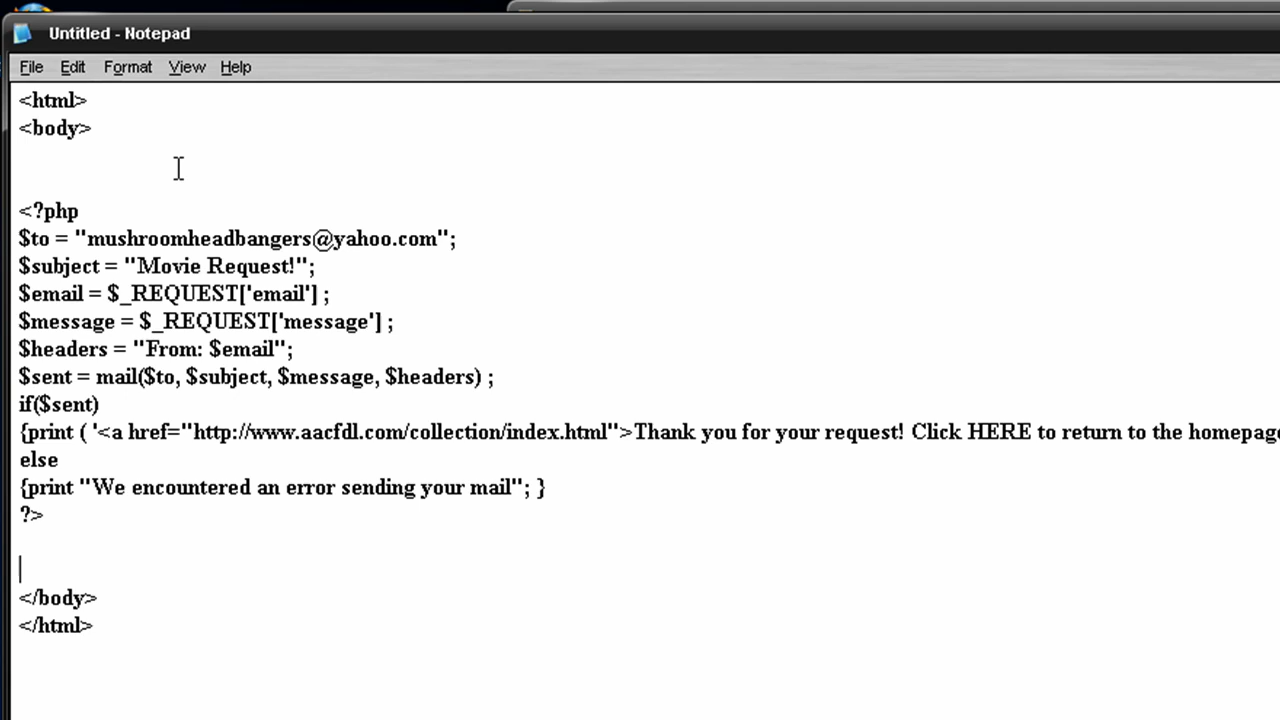 Untitled - Notepad
File Edit Format View Help
<html>
<body>
<?php
$to = "mushroomheadbangers@yahoo.com";
$subject = "Movie Request!";
$email = $_REQUEST['email'] ;
$message = $_REQUEST['message'] ;
$headers = "From: $email";
$sent = mail($to, $subject, $message, $headers) ;
if($sent)
{print ( '<a href="http://www.aacfdl.com/collection/index.html">Thank you for your request! Click HERE to return to the homepage
else
{print "We encountered an error sending your mail"; }
?>
</body>
</html>